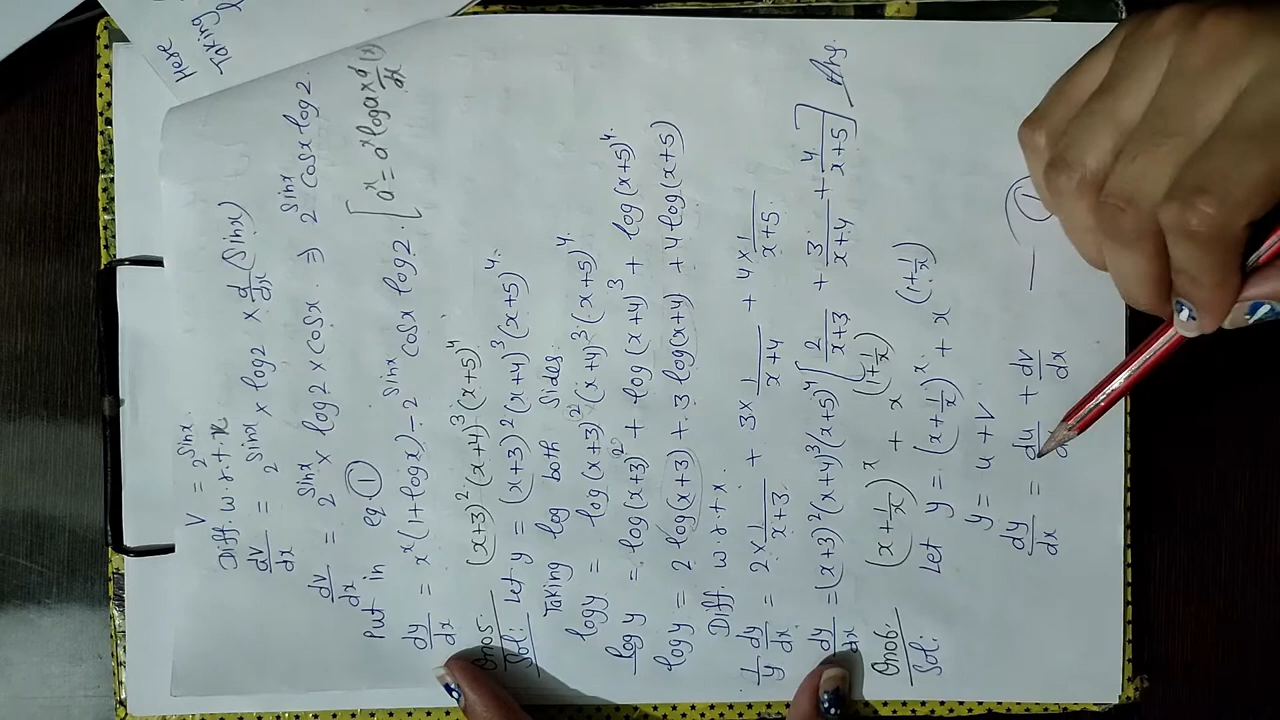 Here
Taking
V = 2^sinx
Diff. w.r.t. x
dv/dx = 2^sinx × log2 × d/dx (sinx)
dv/dx = 2^sinx × log2 × cosx. ⇒ 2^sinx cosx log2.
Put in eq ①
dy/dx = x^x (1+logx) - 2^sinx cosx log2. [a^x = a^x log a × d/dx (x)
Qno5. (x+3)^2 (x+4)^3 (x+5)^4
Sol: Let y = (x+3)^2 (x+4)^3 (x+5)^4.
Taking log both sides.
logy = log(x+3)^2 (x+4)^3 (x+5)^4.
logy = log(x+3)^2 + log(x+4)^3 + log(x+5)^4.
logy = 2 log(x+3) + 3 log(x+4) + 4 log(x+5)
Diff. w.r.t. x.
1/y dy/dx = 2 × 1/x+3 + 3 × 1/x+4 + 4 × 1/x+5.
dy/dx = (x+3)^2 (x+4)^3 (x+5)^4 [2/x+3 + 3/x+4 + 4/x+5] Ans.
Qno6. (x+1/x)^x + x^(1+1/x)
Sol: Let y = (x+1/x)^x + x^(1+1/x)
y = u+v
dy/dx = du/dx + dv/dx — ①